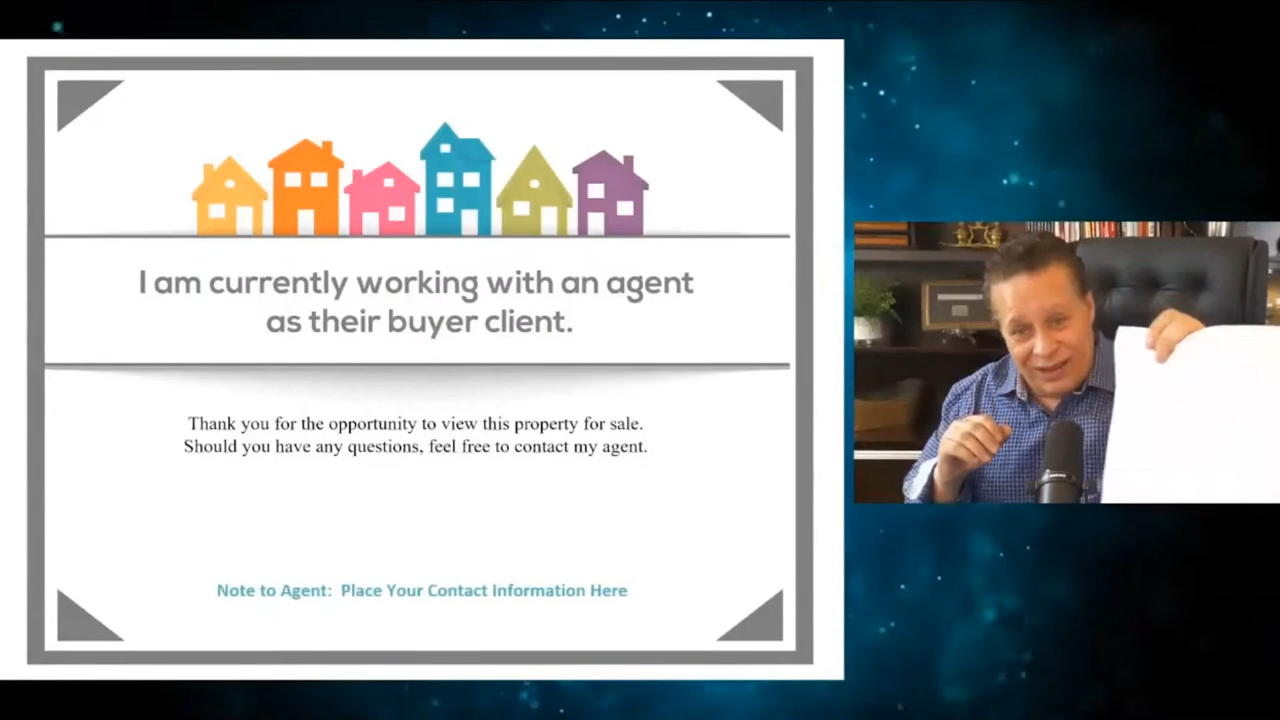 I am currently working with an agent
as their buyer client.
Thank you for the opportunity to view this property for sale.
Should you have any questions, feel free to contact my agent.
Note to Agent: Place Your Contact Information Here